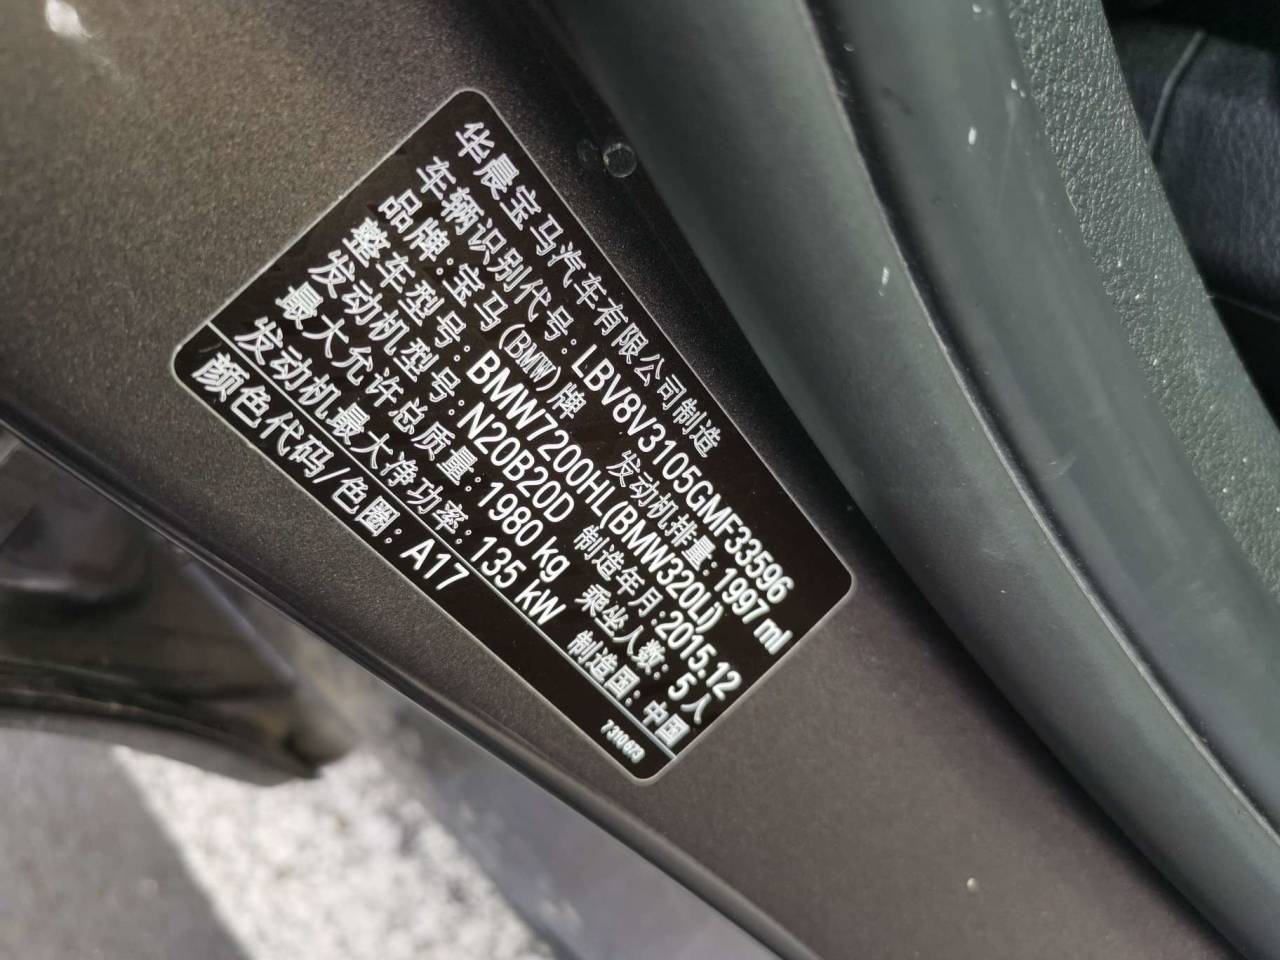 华晨宝马汽车有限公司制造
车辆识别代号: LBV8V3105GMF33596
品牌: 宝马(BMW)牌 发动机排量: 1997 ml
整车型号: BMW7200HL(BMW320Li)
发动机型号: N20B20D 制造年月: 2015.12
最大允许总质量: 1980 kg 乘坐人数: 5人
发动机最大净功率: 135 kW 制造国: 中国
颜色代码/色圈: A17 7310673